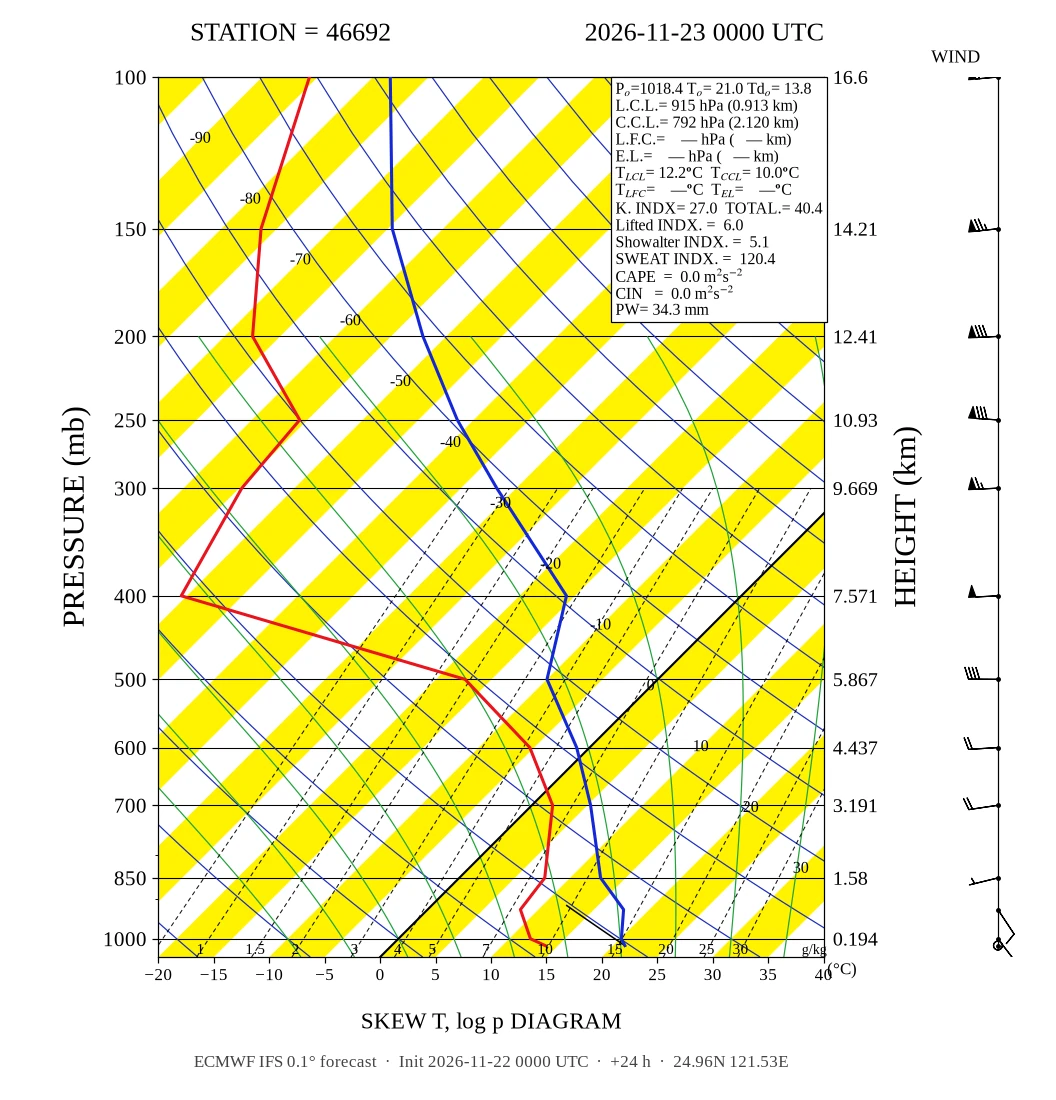 STATION = 46692 2026-11-23 0000 UTC
WIND
100 16.6
Pₒ=1018.4 Tₒ= 21.0 Tdₒ= 13.8
L.C.L.= 915 hPa (0.913 km)
C.C.L.= 792 hPa (2.120 km)
L.F.C.= — hPa ( — km)
E.L.= — hPa ( — km)
T_LCL= 12.2°C T_CCL= 10.0°C
T_LFC= —°C T_EL= —°C
K. INDX= 27.0 TOTAL.= 40.4
Lifted INDX. = 6.0
Showalter INDX. = 5.1
SWEAT INDX. = 120.4
CAPE = 0.0 m²s⁻²
CIN = 0.0 m²s⁻²
PW= 34.3 mm
-90
-80
150 14.21
-70
-60
200 12.41
-50
250 10.93
-40
300 9.669
-30
PRESSURE (mb)
HEIGHT (km)
-20
400 7.571
-10
500 5.867
0
600 4.437
10
700 3.191
20
850 1.58
30
1000 0.194
1 1.5 2 3 4 5 7 10 15 20 25 30 g/kg
−20 −15 −10 −5 0 5 10 15 20 25 30 35 40 (°C)
SKEW T, log p DIAGRAM
ECMWF IFS 0.1° forecast · Init 2026-11-22 0000 UTC · +24 h · 24.96N 121.53E